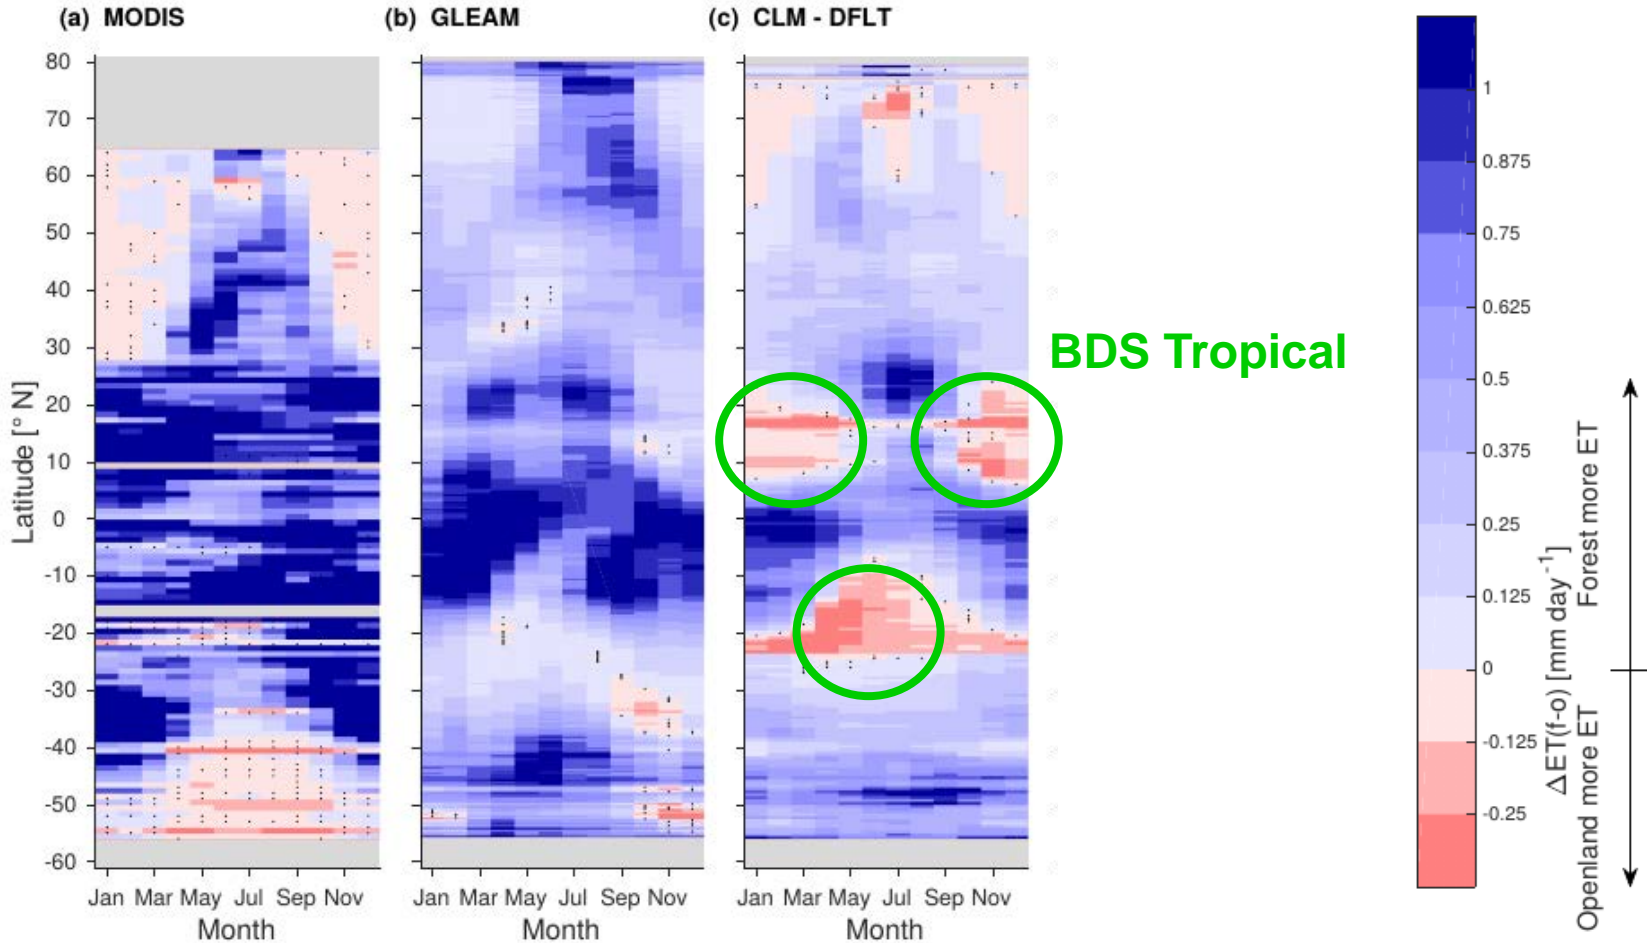 (a) MODIS
(b) GLEAM
(c) CLM - DFLT
80
70
60
50
40
30
20
10
0
-10
-20
-30
-40
-50
-60
Latitude [° N]
Jan Mar May Jul Sep Nov
Month
Jan Mar May Jul Sep Nov
Month
Jan Mar May Jul Sep Nov
Month
BDS Tropical
1
0.875
0.75
0.625
0.5
0.375
0.25
0.125
0
-0.125
-0.25
ΔET(f-o) [mm day⁻¹]
Forest more ET
Openland more ET